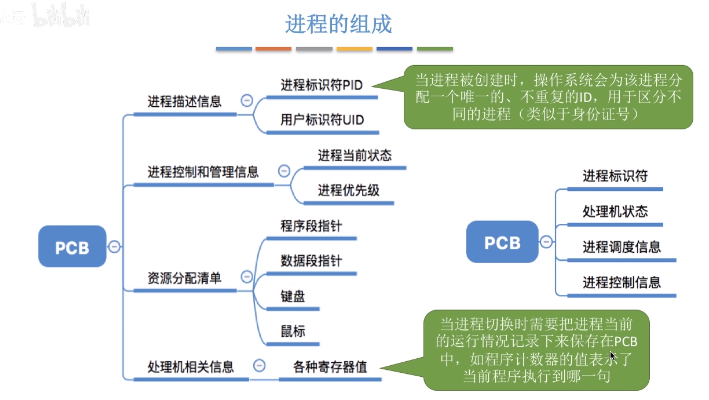 bilibili
进程的组成
进程标识符PID
进程描述信息
用户标识符UID
当进程被创建时，操作系统会为该进程分
配一个唯一的、不重复的ID，用于区分不
同的进程（类似于身份证号）
进程当前状态
进程控制和管理信息
进程优先级
PCB
程序段指针
数据段指针
资源分配清单
键盘
鼠标
处理机相关信息
各种寄存器值
进程标识符
处理机状态
PCB
进程调度信息
进程控制信息
当进程切换时需要把进程当前
的运行情况记录下来保存在PCB
中，如程序计数器的值表示了
当前程序执行到哪一句